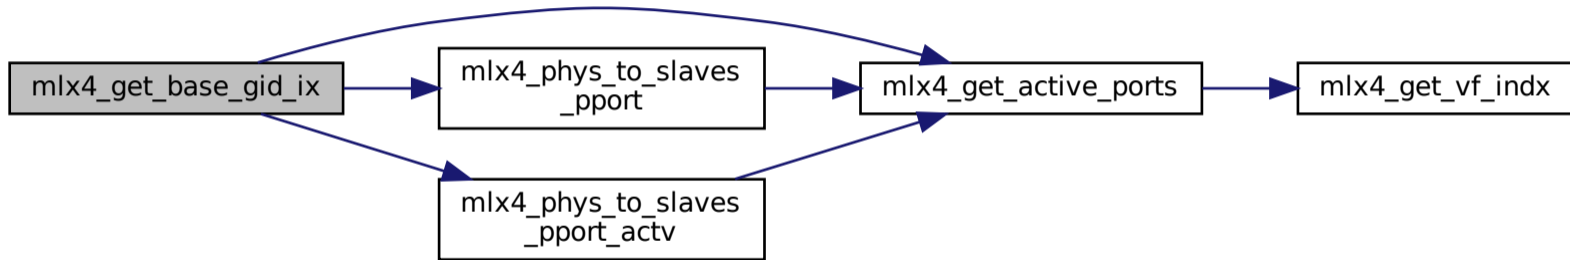 mlx4_get_base_gid_ix
mlx4_phys_to_slaves
_pport
mlx4_get_active_ports
mlx4_get_vf_indx
mlx4_phys_to_slaves
_pport_actv